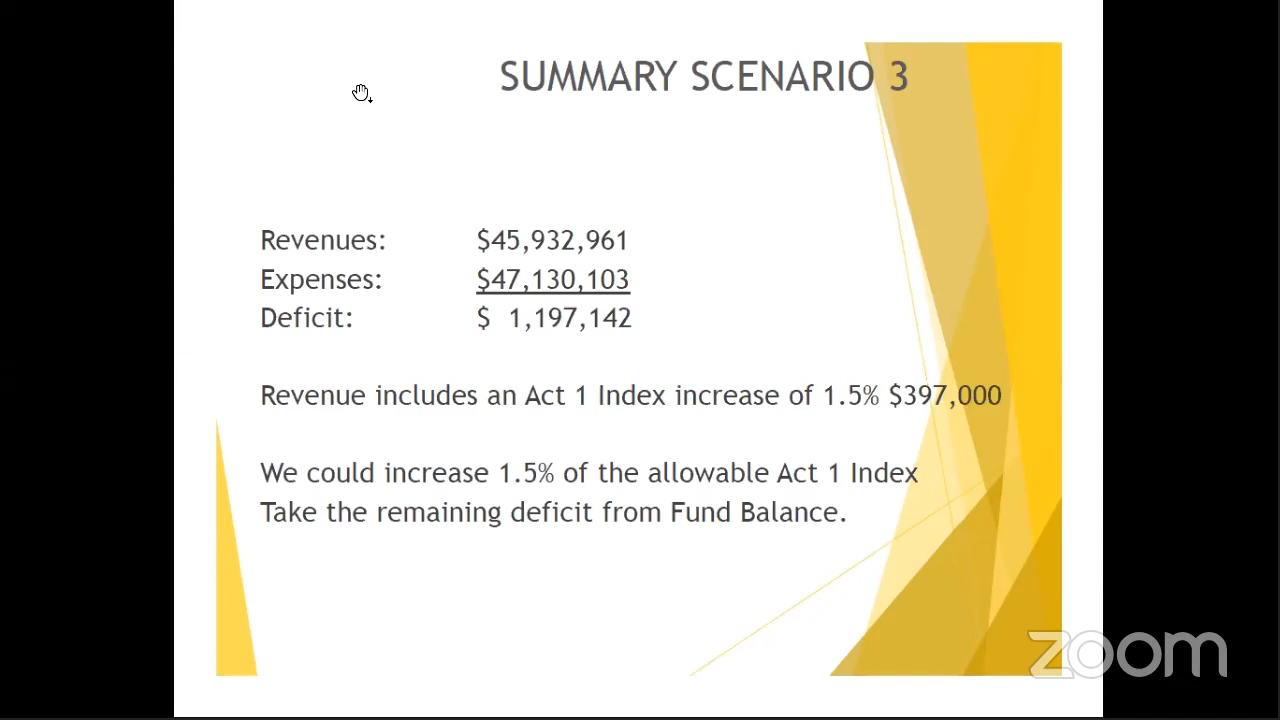 SUMMARY SCENARIO 3
Revenues: $45,932,961
Expenses: $47,130,103
Deficit: $ 1,197,142
Revenue includes an Act 1 Index increase of 1.5% $397,000
We could increase 1.5% of the allowable Act 1 Index
Take the remaining deficit from Fund Balance.
zoom